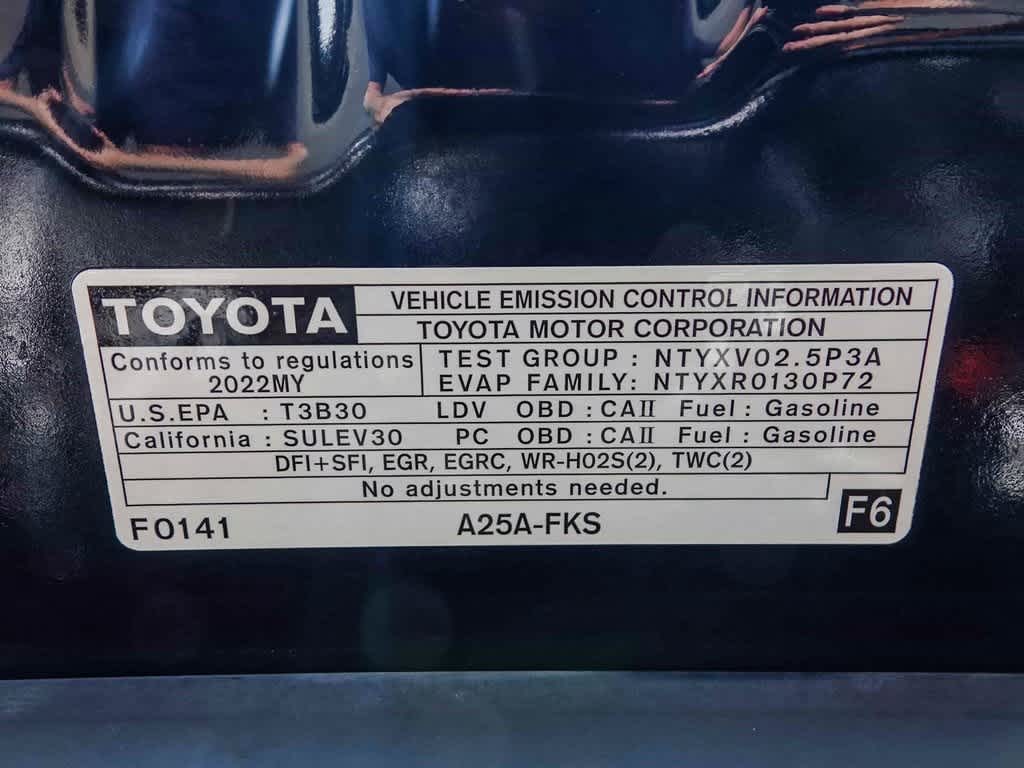 TOYOTA
VEHICLE EMISSION CONTROL INFORMATION
TOYOTA MOTOR CORPORATION
Conforms to regulations
2022MY
TEST GROUP : NTYXV02.5P3A
EVAP FAMILY: NTYXR0130P72
U.S.EPA : T3B30 LDV OBD : CAII Fuel : Gasoline
California : SULEV30 PC OBD : CAII Fuel : Gasoline
DFI+SFI, EGR, EGRC, WR-HO2S(2), TWC(2)
No adjustments needed.
F0141 A25A-FKS F6